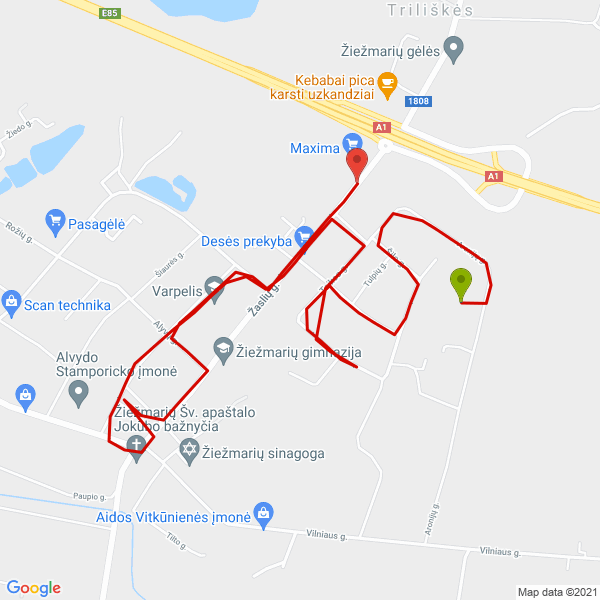 Triliškės
E85
Žiežmarių gėlės
Kebabai pica
karsti uzkandziai
1808
A1
Žiedo g.
Maxima
A1
Rožių g.
Pasagėlė
Desės prekyba
Šiaurės g.
Tulpių g.
Varpelis
Žaslių g.
Scan technika
Alyvų g.
Žiežmarių gimnazija
Alvydo
Stamporicko įmonė
Žiežmarių Šv. apaštalo
Jokūbo bažnyčia
Žiežmarių sinagoga
Paupio g.
Aidos Vitkūnienės įmonė
Aronijų g.
Tilto g.
Vilniaus g.
Vilniaus g.
Google
Map data ©2021